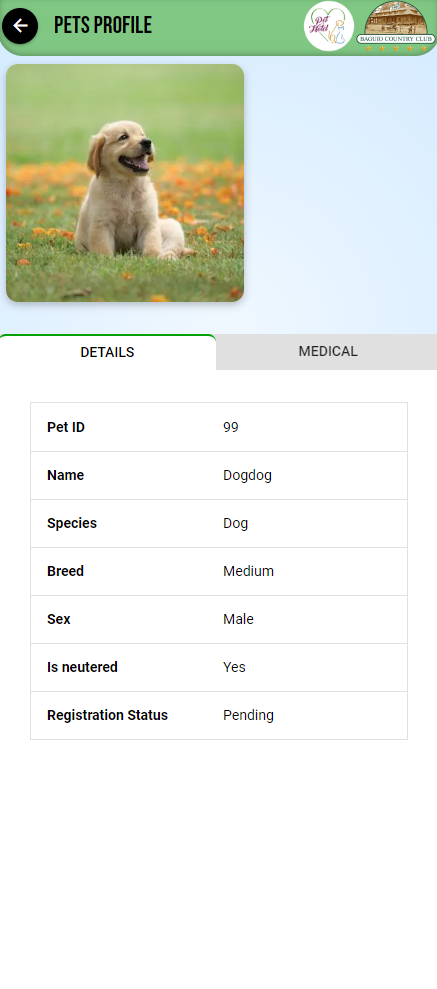 PETS PROFILE
Pet
Hotel
BAGUIO COUNTRY CLUB
DETAILS
MEDICAL
Pet ID 99
Name Dogdog
Species Dog
Breed Medium
Sex Male
Is neutered Yes
Registration Status Pending